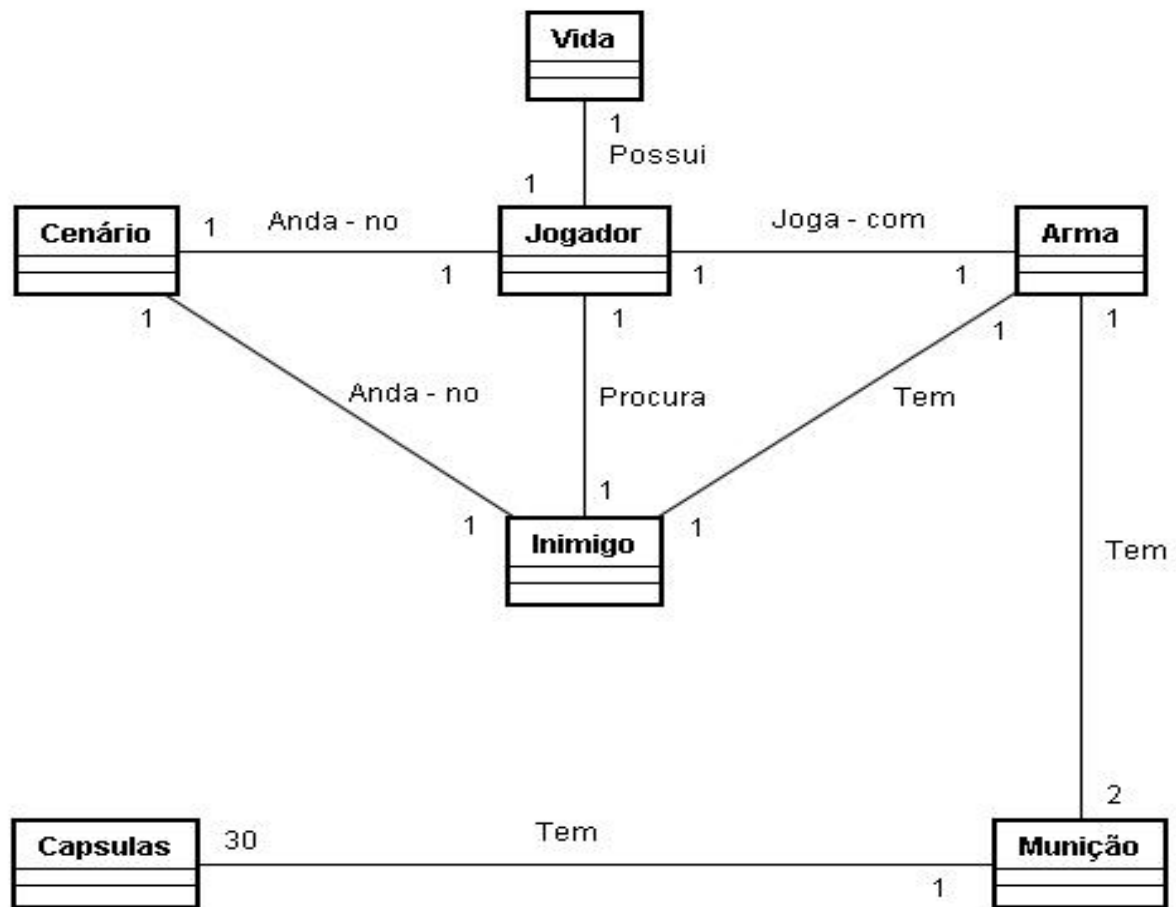 Vida
1
Possui
1
Cenário
1
Anda - no
1
Jogador
1
Joga - com
1
Arma
1
1
1
1
Anda - no
Procura
Tem
1
1
1
Inimigo
Tem
2
Capsulas
30
Tem
1
Munição